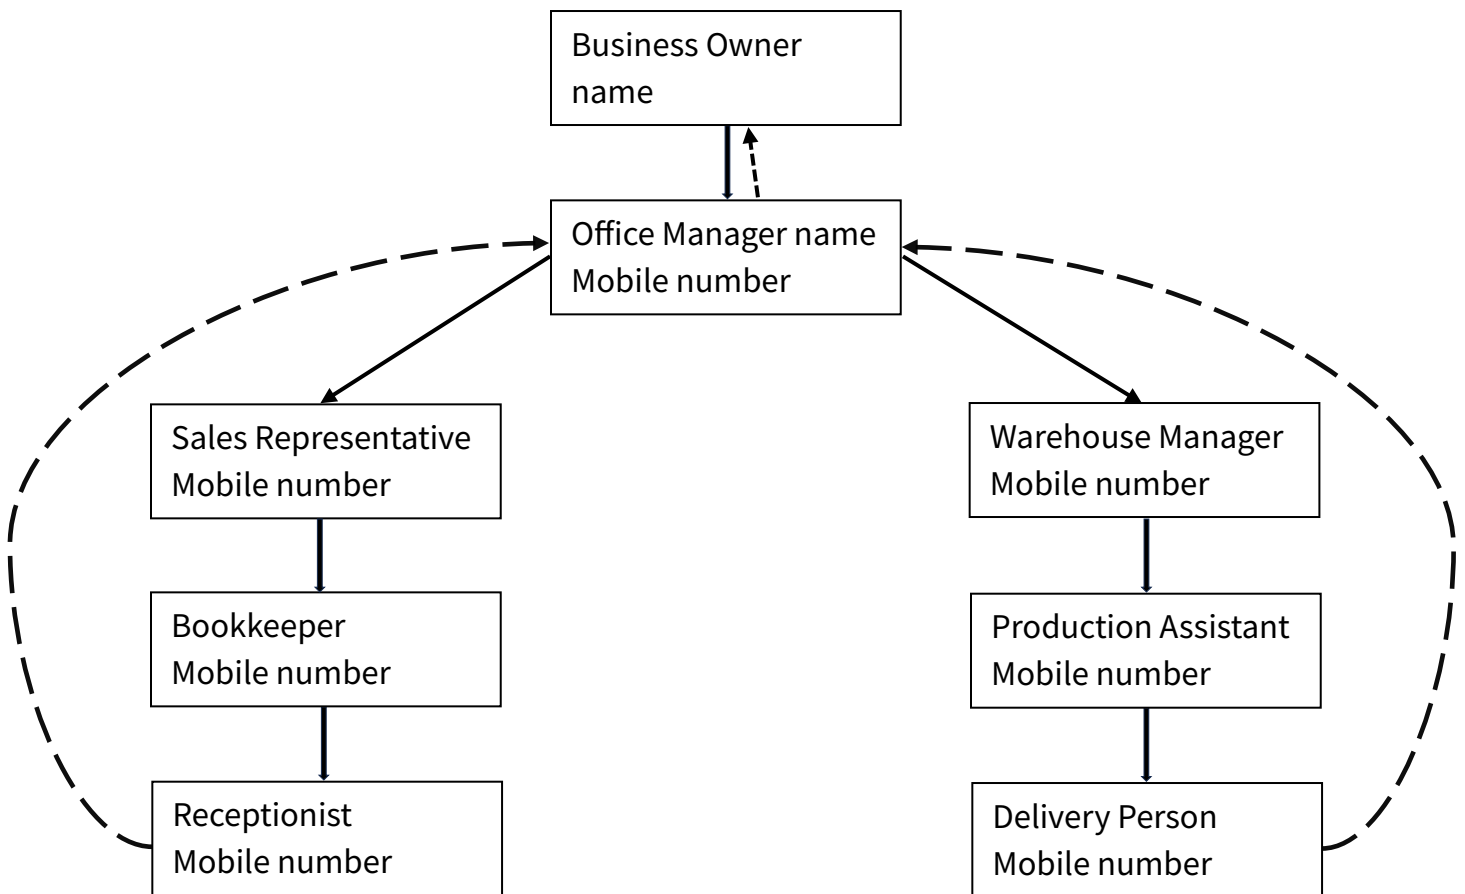 Business Owner
name
Office Manager name
Mobile number
Sales Representative
Mobile number
Warehouse Manager
Mobile number
Bookkeeper
Mobile number
Production Assistant
Mobile number
Receptionist
Mobile number
Delivery Person
Mobile number